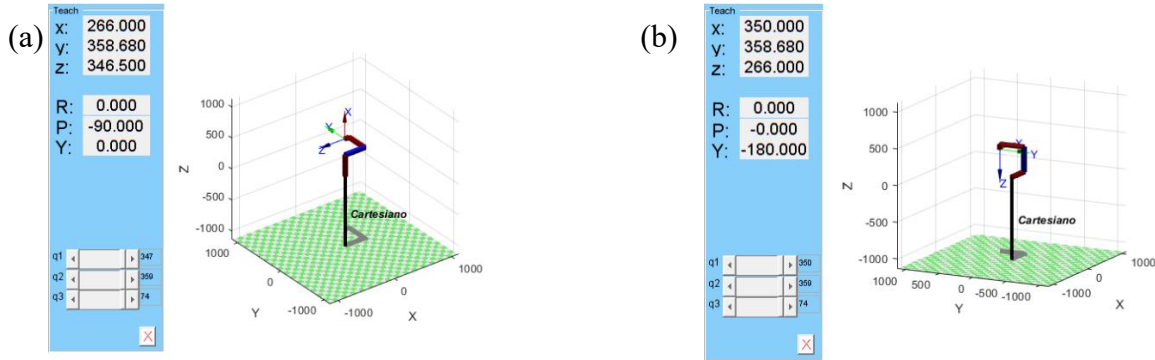 (a)
Teach
x: 266.000
y: 358.680
z: 346.500
R: 0.000
P: -90.000
Y: 0.000
q1 347
q2 359
q3 74
X
1000
500
0
-500
-1000
Z
X
Y
Z
Cartesiano
1000
0
-1000
Y
-1000
0
1000
X
(b)
Teach
x: 350.000
y: 358.680
z: 266.000
R: 0.000
P: -0.000
Y: -180.000
q1 350
q2 359
q3 74
X
1000
500
0
-500
-1000
Z
X
Y
Z
Cartesiano
1000
500
0
-500
-1000
Y
-1000
0
1000
X